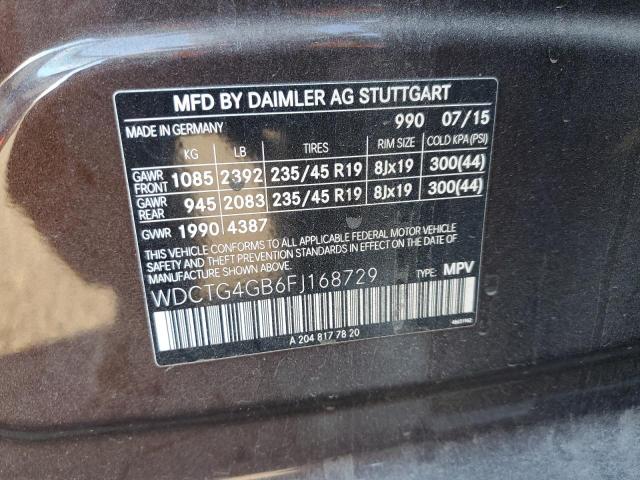 MFD BY DAIMLER AG STUTTGART
MADE IN GERMANY 990 07/15
KG LB TIRES RIM SIZE COLD KPA(PSI)
GAWR FRONT 1085 2392 235/45 R19 8Jx19 300(44)
GAWR REAR 945 2083 235/45 R19 8Jx19 300(44)
GVWR 1990 4387
THIS VEHICLE CONFORMS TO ALL APPLICABLE FEDERAL MOTOR VEHICLE
SAFETY, BUMPER, AND THEFT PREVENTION STANDARDS IN EFFECT ON THE
DATE OF MANUFACTURE SHOWN ABOVE.
WDCTG4GB6FJ168729 TYPE: MPV
A 204 817 78 20